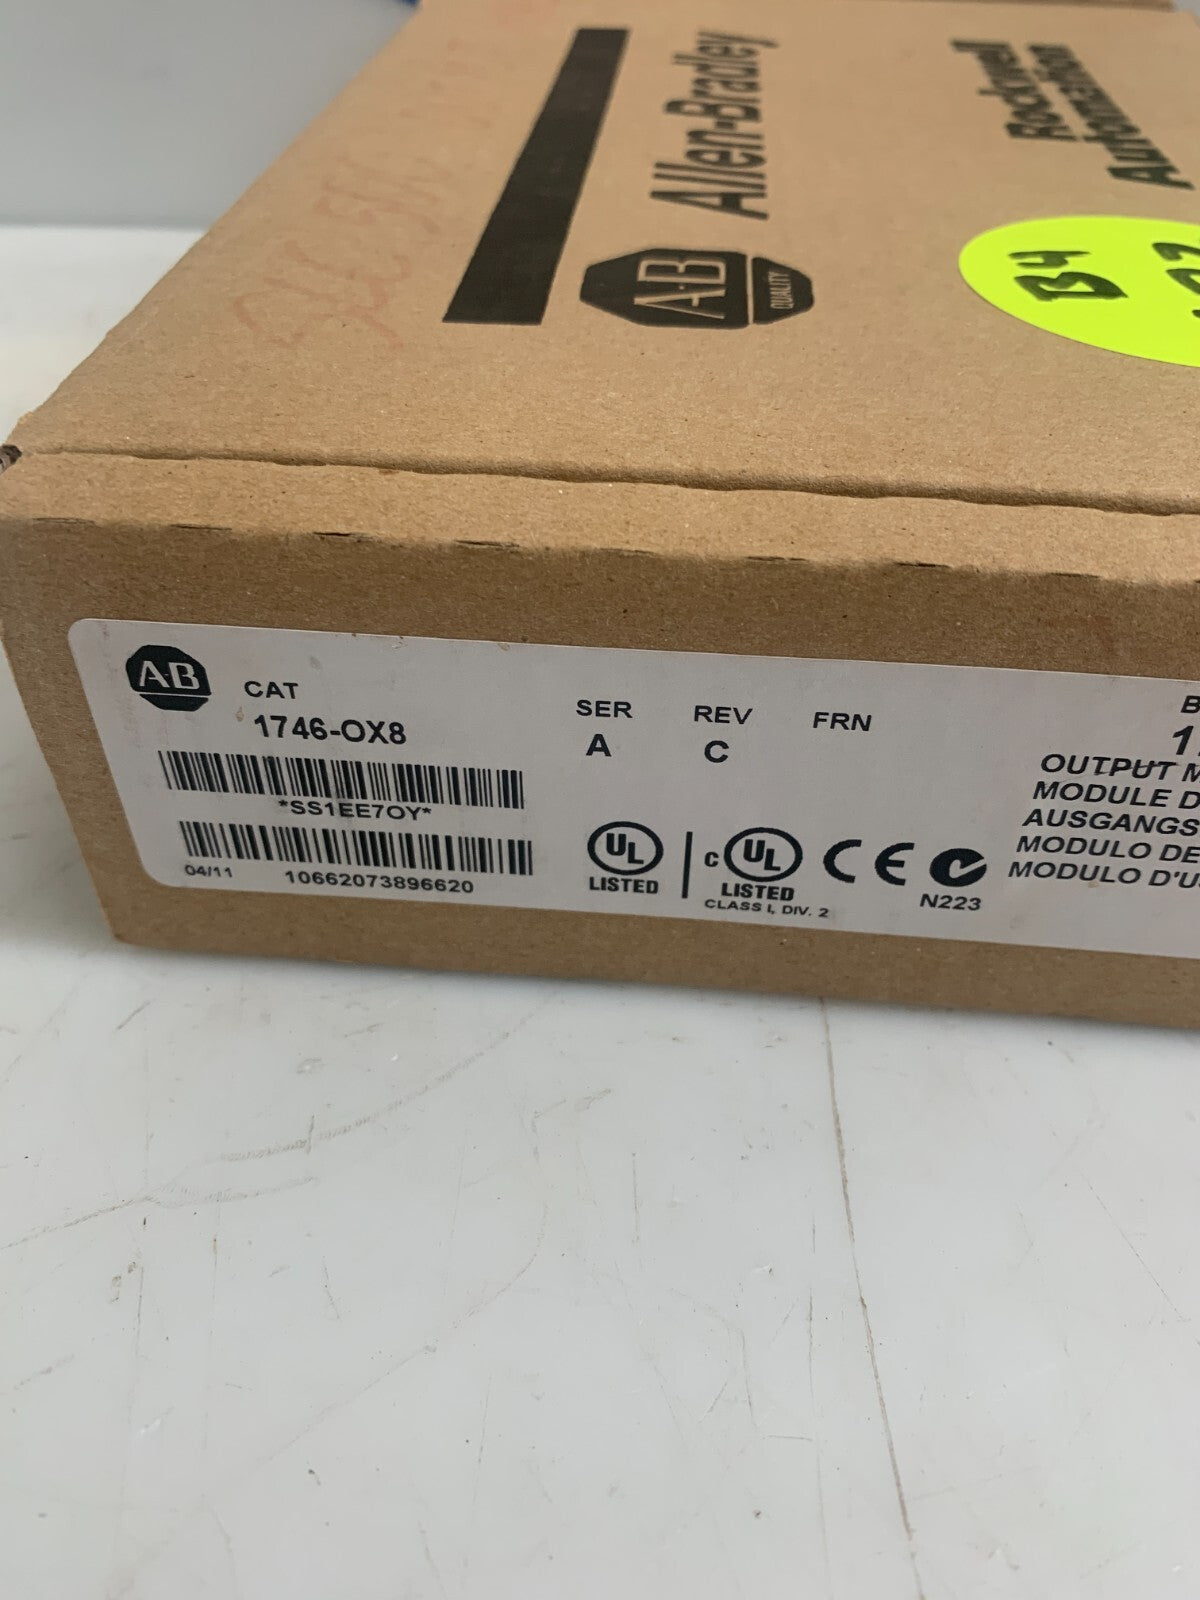 Allen-Bradley
A-B
QUALITY
Rockwell
Automation
B4
AB
CAT
1746-OX8
SER
A
REV
C
FRN
*SS1EE7OY*
04/11
10662073896620
UL
LISTED
C UL
LISTED
CLASS I, DIV. 2
CE
N223
OUTPUT M
MODULE D
AUSGANGS
MODULO DE
MODULO D'U